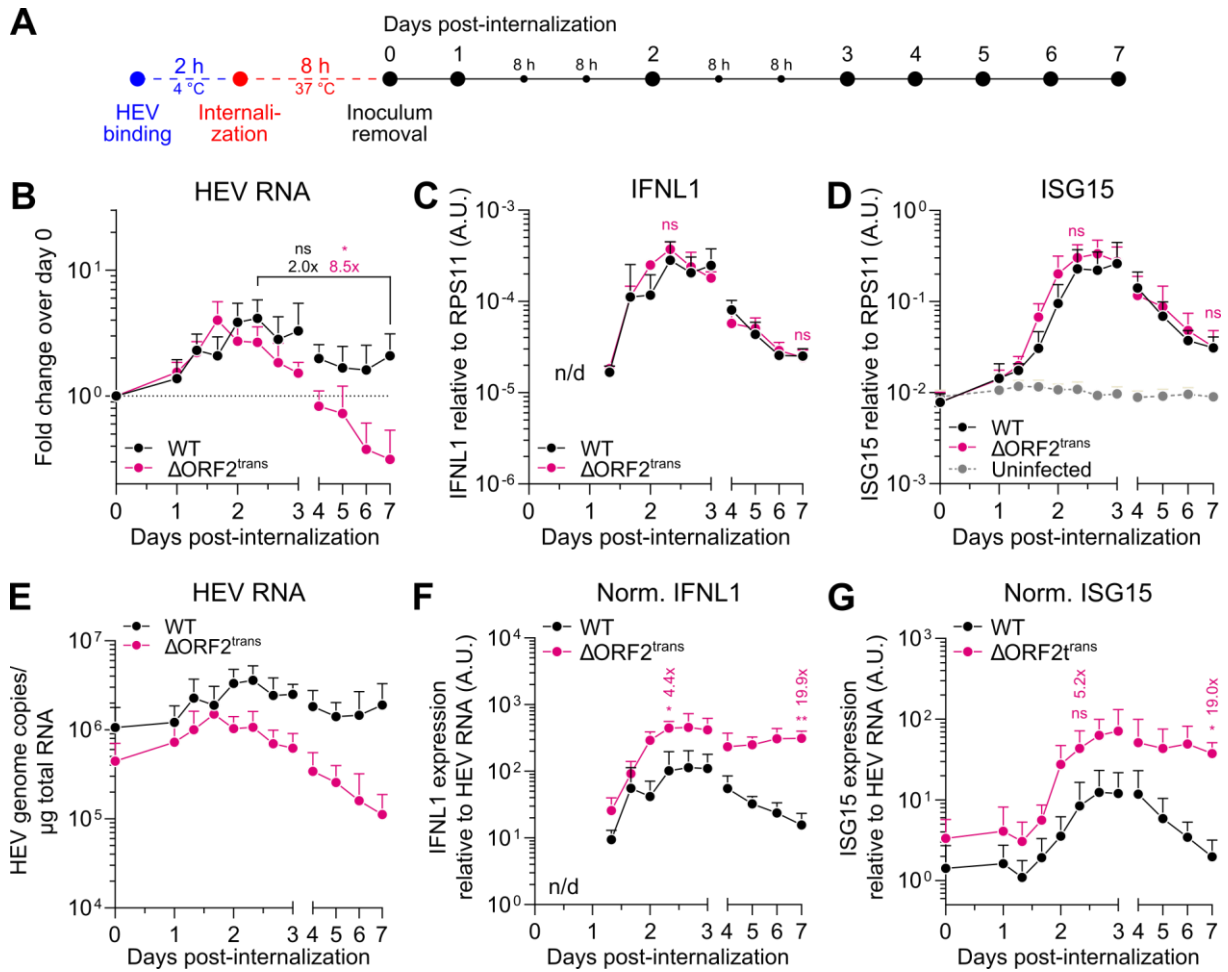 A
Days post-internalization
0 1 2 3 4 5 6 7
2 h 8 h 8 h 8 h 8 h 8 h
4 °C 37 °C
HEV binding
Internali-
zation
Inoculum
removal
B
HEV RNA
Fold change over day 0
10¹
10⁰
ns *
2.0x 8.5x
WT
ΔORF2ᵗʳᵃⁿˢ
0 1 2 3 4 5 6 7
Days post-internalization
C
IFNL1
IFNL1 relative to RPS11 (A.U.)
10⁻³
10⁻⁴
10⁻⁵
10⁻⁶
ns
ns
n/d
WT
ΔORF2ᵗʳᵃⁿˢ
0 1 2 3 4 5 6 7
Days post-internalization
D
ISG15
ISG15 relative to RPS11 (A.U.)
10⁰
10⁻¹
10⁻²
10⁻³
ns
ns
WT
ΔORF2ᵗʳᵃⁿˢ
Uninfected
0 1 2 3 4 5 6 7
Days post-internalization
E
HEV RNA
HEV genome copies/
µg total RNA
10⁷
10⁶
10⁵
10⁴
WT
ΔORF2ᵗʳᵃⁿˢ
0 1 2 3 4 5 6 7
Days post-internalization
F
Norm. IFNL1
IFNL1 expression
relative to HEV RNA (A.U.)
10⁴
10³
10²
10¹
10⁰
WT
ΔORF2ᵗʳᵃⁿˢ
* 4.4x
** 19.9x
n/d
0 1 2 3 4 5 6 7
Days post-internalization
G
Norm. ISG15
ISG15 expression
relative to HEV RNA (A.U.)
10³
10²
10¹
10⁰
WT
ΔORF2tʳᵃⁿˢ
5.2x
ns
* 19.0x
0 1 2 3 4 5 6 7
Days post-internalization